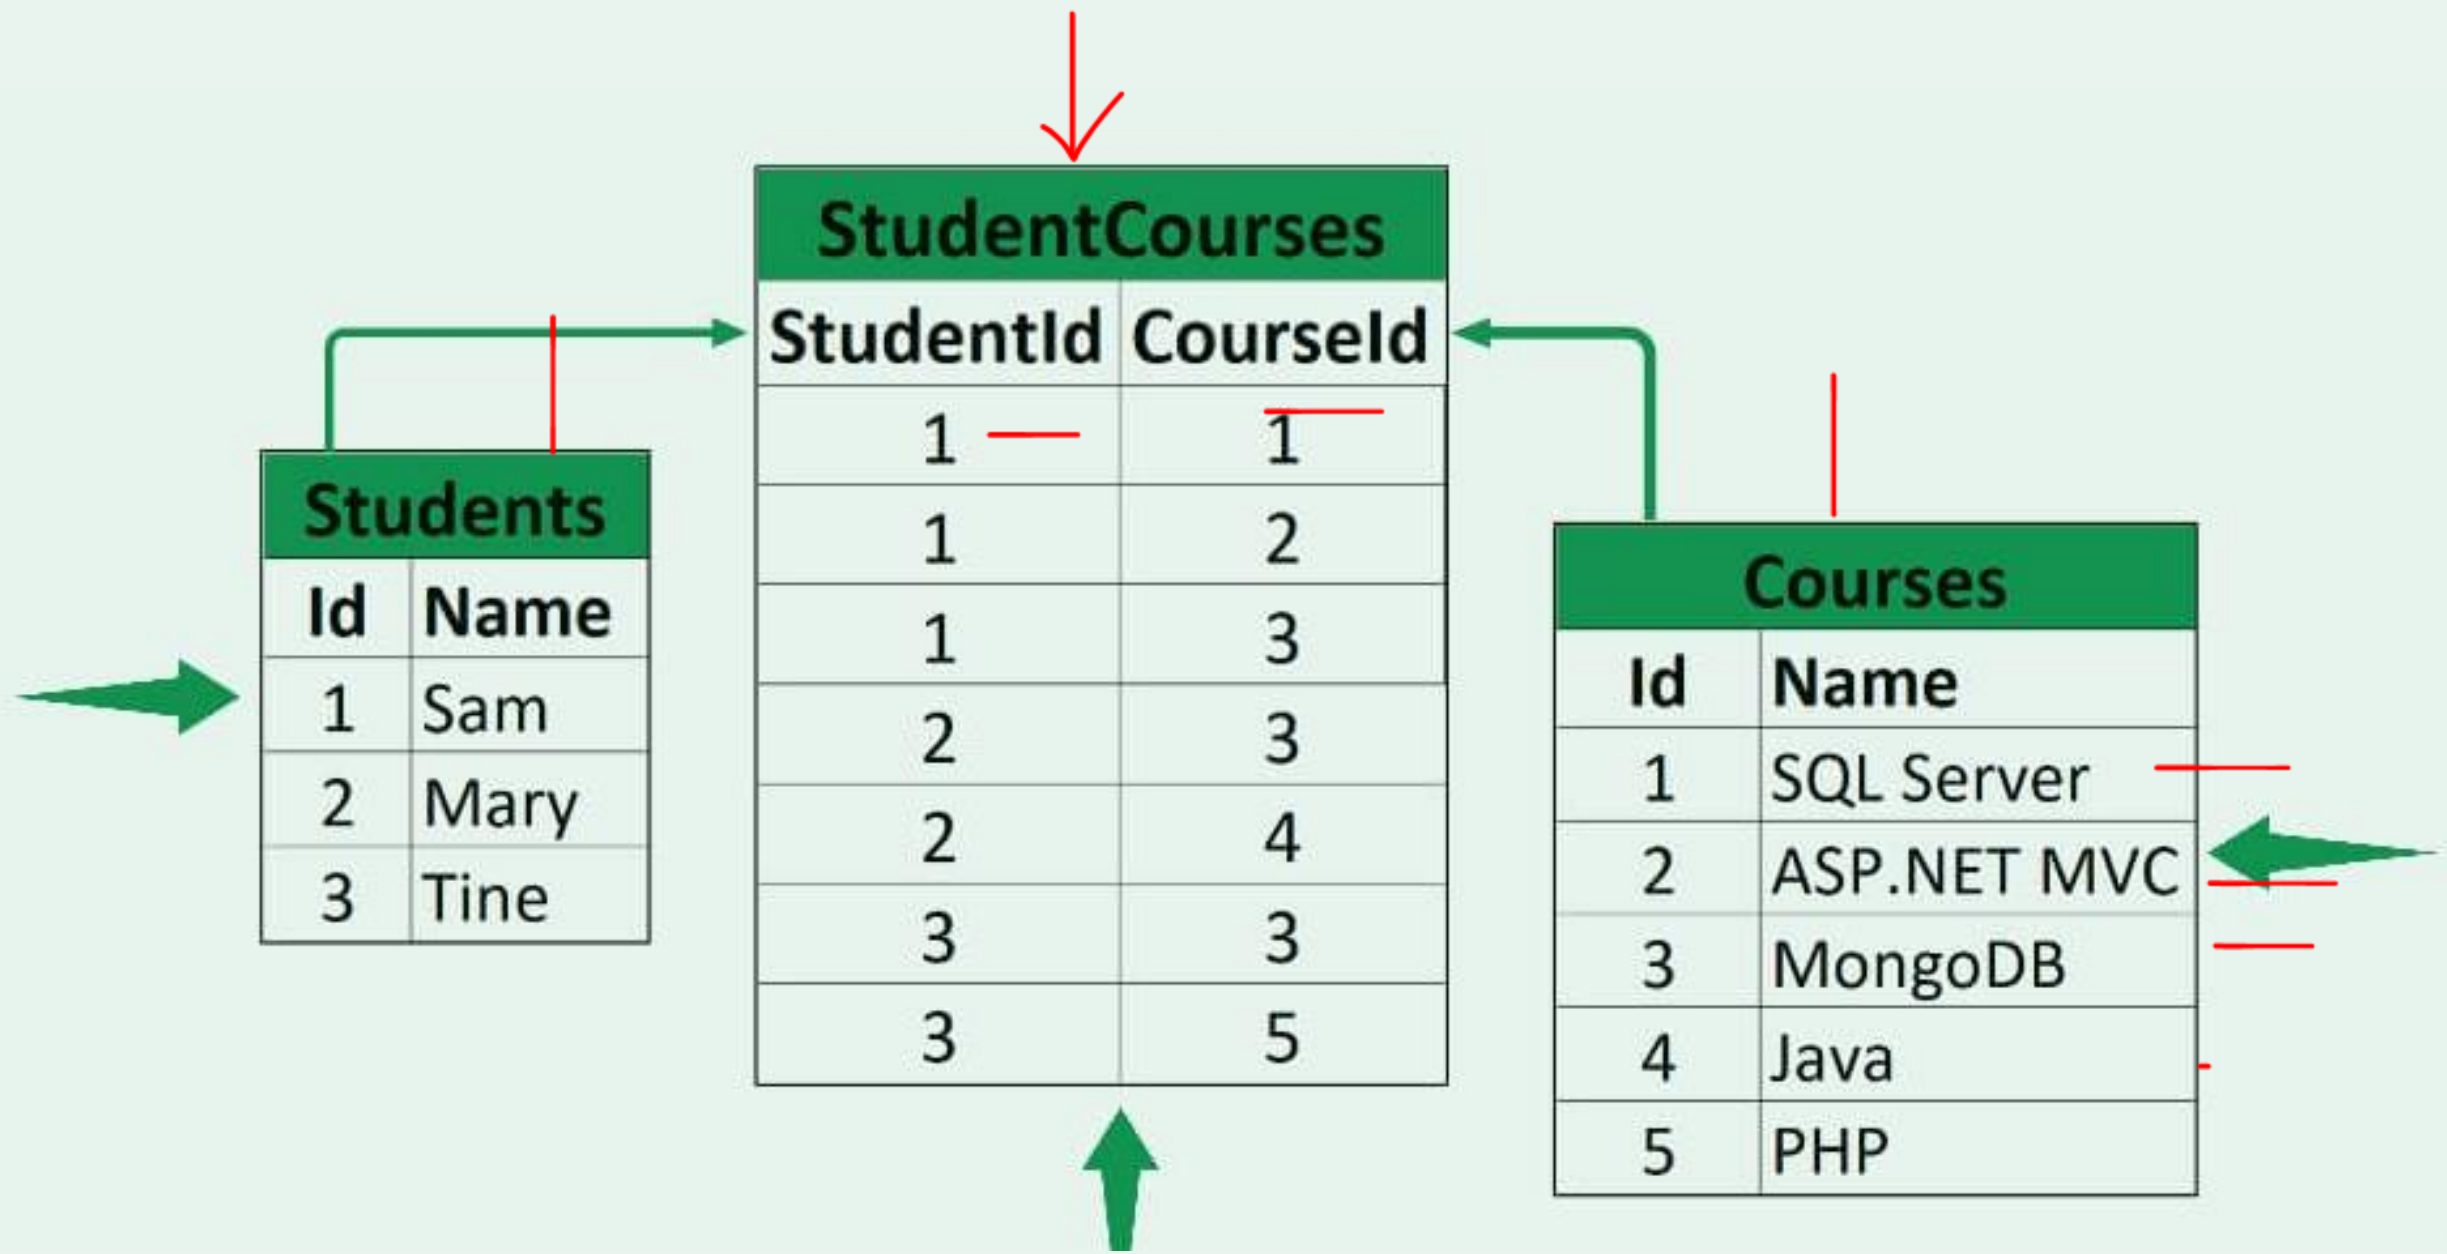 StudentCourses
StudentId CourseId
1 1
1 2
1 3
2 3
2 4
3 3
3 5
Students
Id Name
1 Sam
2 Mary
3 Tine
Courses
Id Name
1 SQL Server
2 ASP.NET MVC
3 MongoDB
4 Java
5 PHP